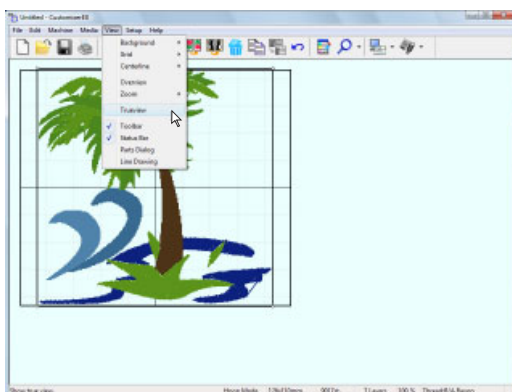 Untitled - Customizer 10
File Edit Machine Media View Setup Help
Background
Grid
Centerline
Overview
Zoom
Trueview
Toolbar
Status Bar
Parts Dialog
Line Drawing
Show true view